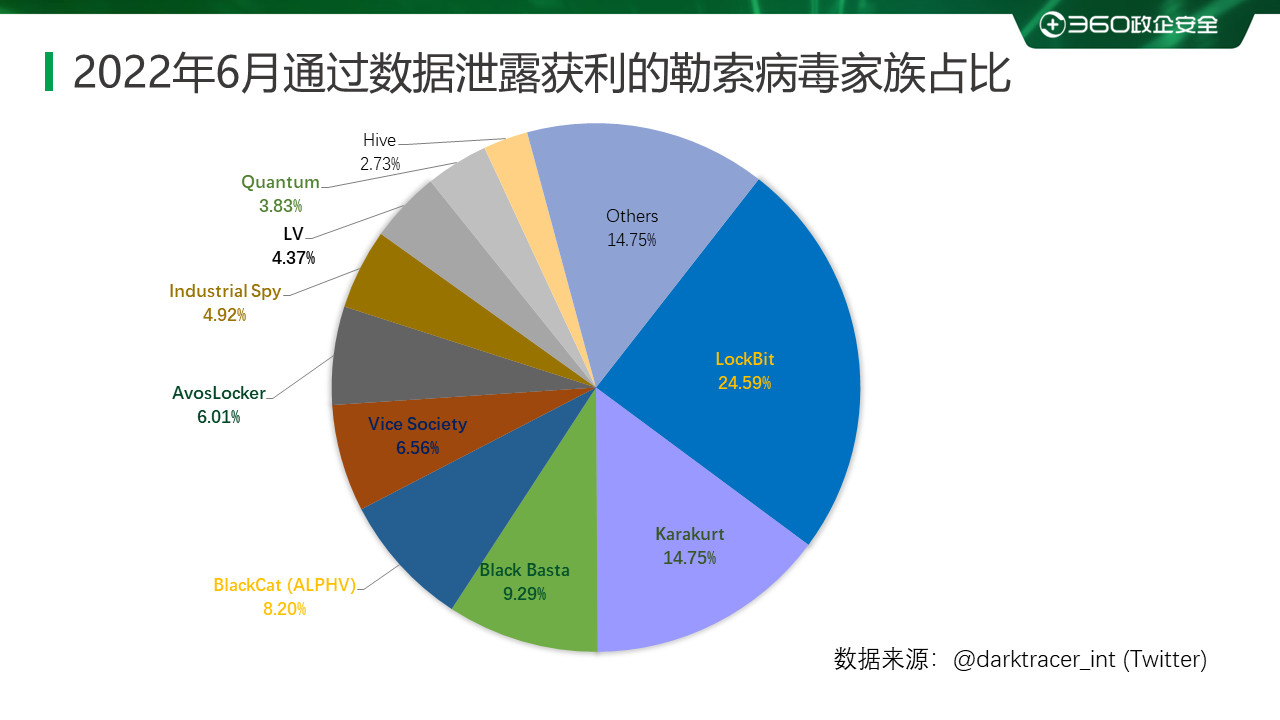 360政企安全
2022年6月通过数据泄露获利的勒索病毒家族占比
Hive
2.73%
Quantum
3.83%
LV
4.37%
Industrial Spy
4.92%
AvosLocker
6.01%
Vice Society
6.56%
BlackCat (ALPHV)
8.20%
Black Basta
9.29%
Karakurt
14.75%
LockBit
24.59%
Others
14.75%
数据来源：@darktracer_int (Twitter)